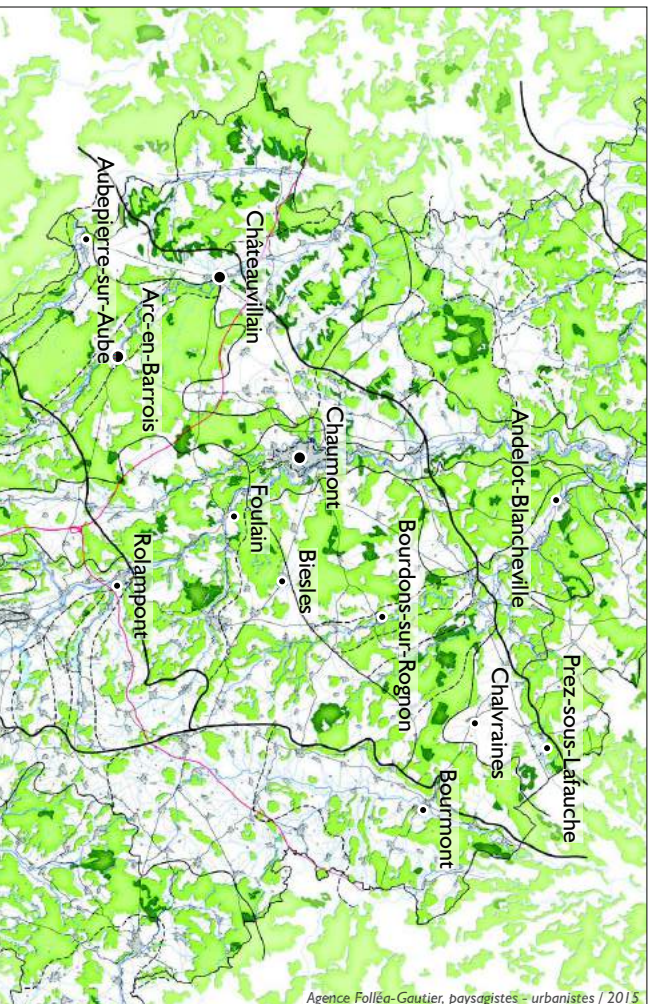 Prez-sous-Lafauche
Andelot-Blancheville
Chalvraines
Bourmont
Bourdons-sur-Rognon
Chaumont
Biesles
Châteauvillain
Foulain
Arc-en-Barrois
Rolampont
Aubepierre-sur-Aube
Agence Folléa-Gautier, paysagistes - urbanistes / 2015